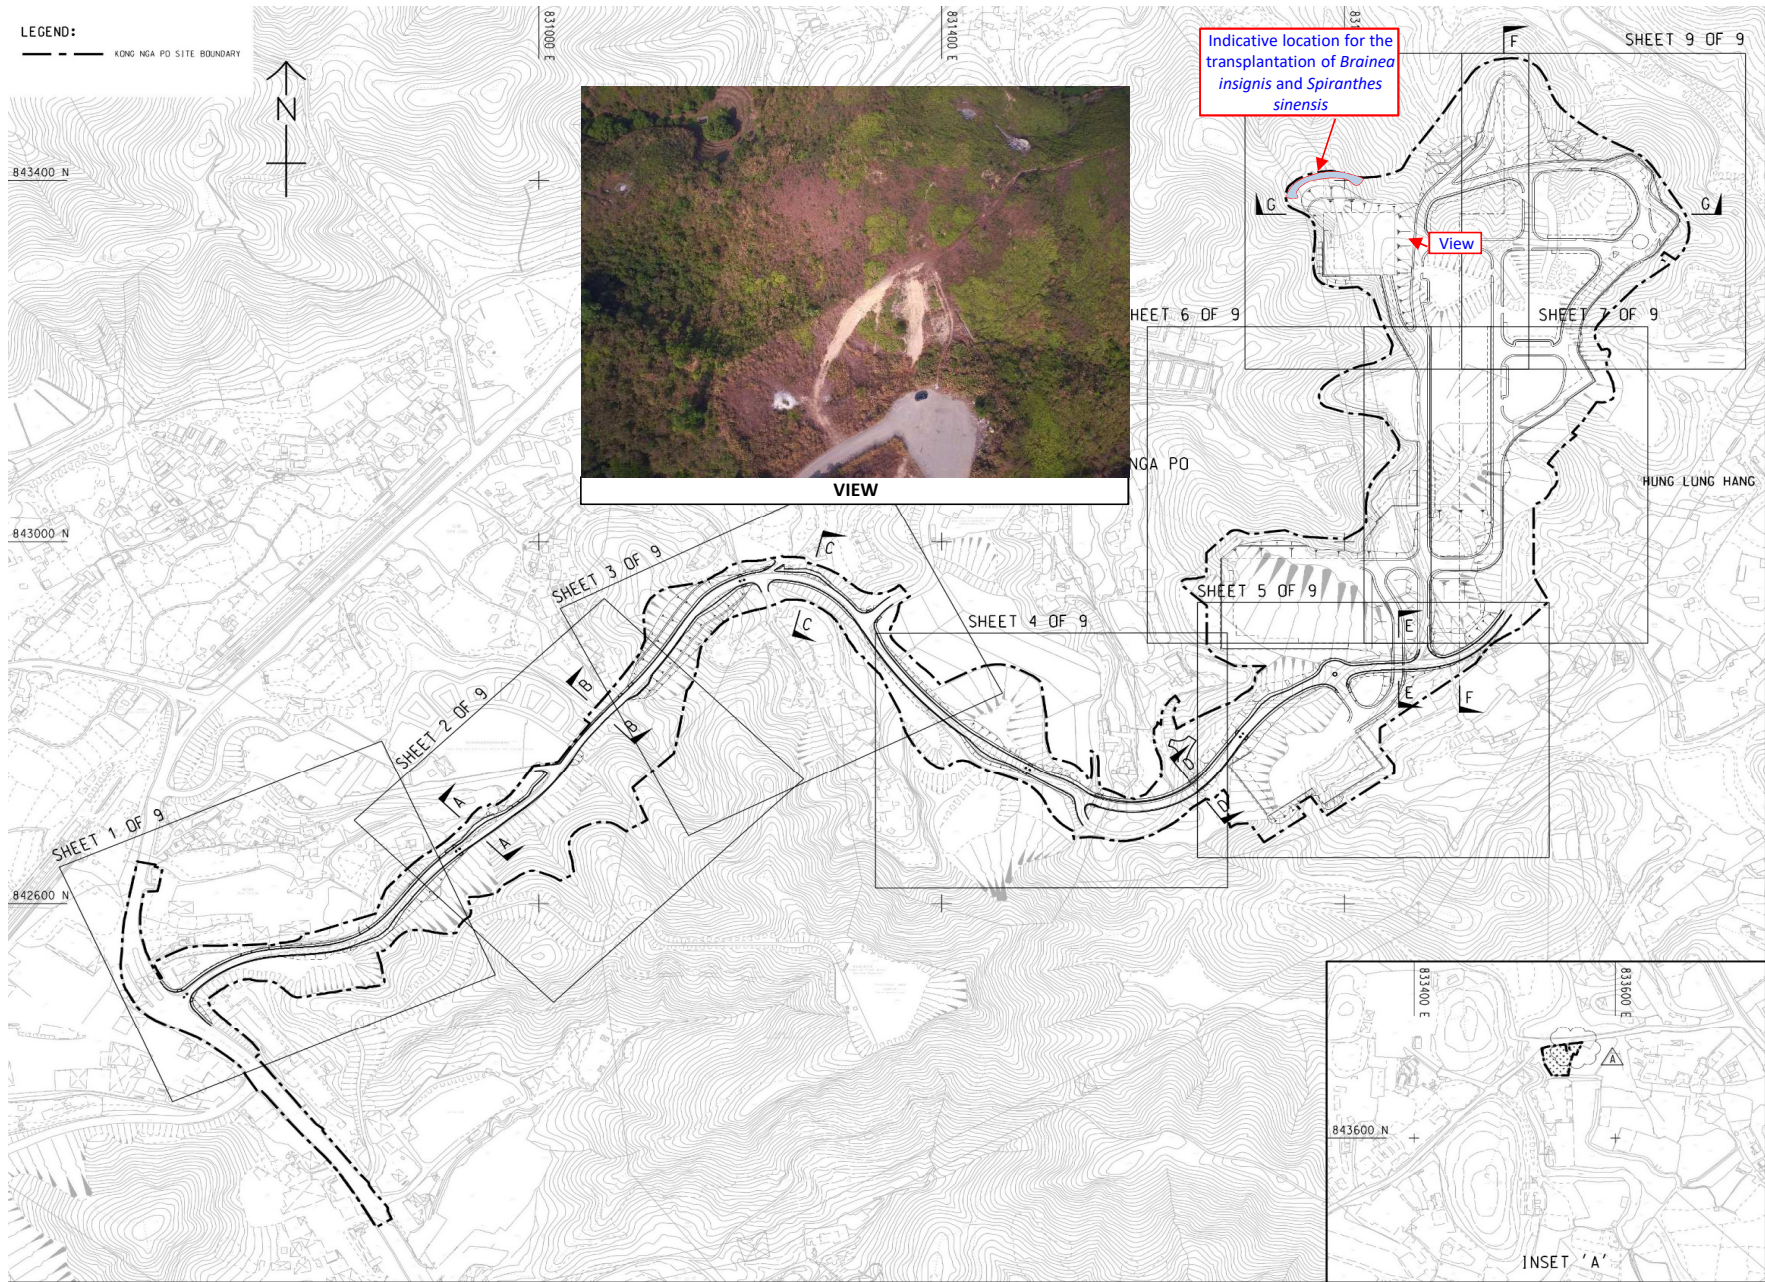 LEGEND:
KONG NGA PO SITE BOUNDARY
N
831000 E
831400 E
831
E
F
SHEET 9 OF 9
Indicative location for the
transplantation of Brainea
insignis and Spiranthes
sinensis
843400 N
G
G
View
HEET 6 OF 9
SHEET 7 OF 9
NGA PO
HUNG LUNG HANG
VIEW
843000 N
SHEET 3 OF 9
C
C
SHEET 5 OF 9
SHEET 4 OF 9
E
E
F
B
B
SHEET 2 OF 9
D
D
A
A
SHEET 1 OF 9
842600 N
833400 E
833600 E
A
843600 N
INSET 'A'